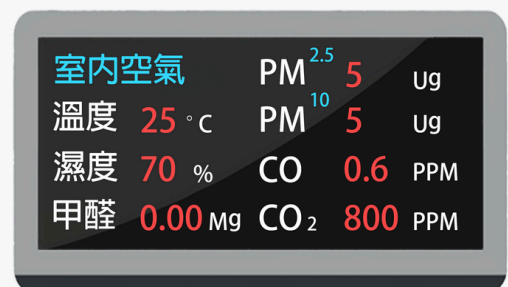 室內空氣 PM2.5 5 Ug
溫度 25 °C PM10 5 Ug
濕度 70 % CO 0.6 PPM
甲醛 0.00 Mg CO2 800 PPM